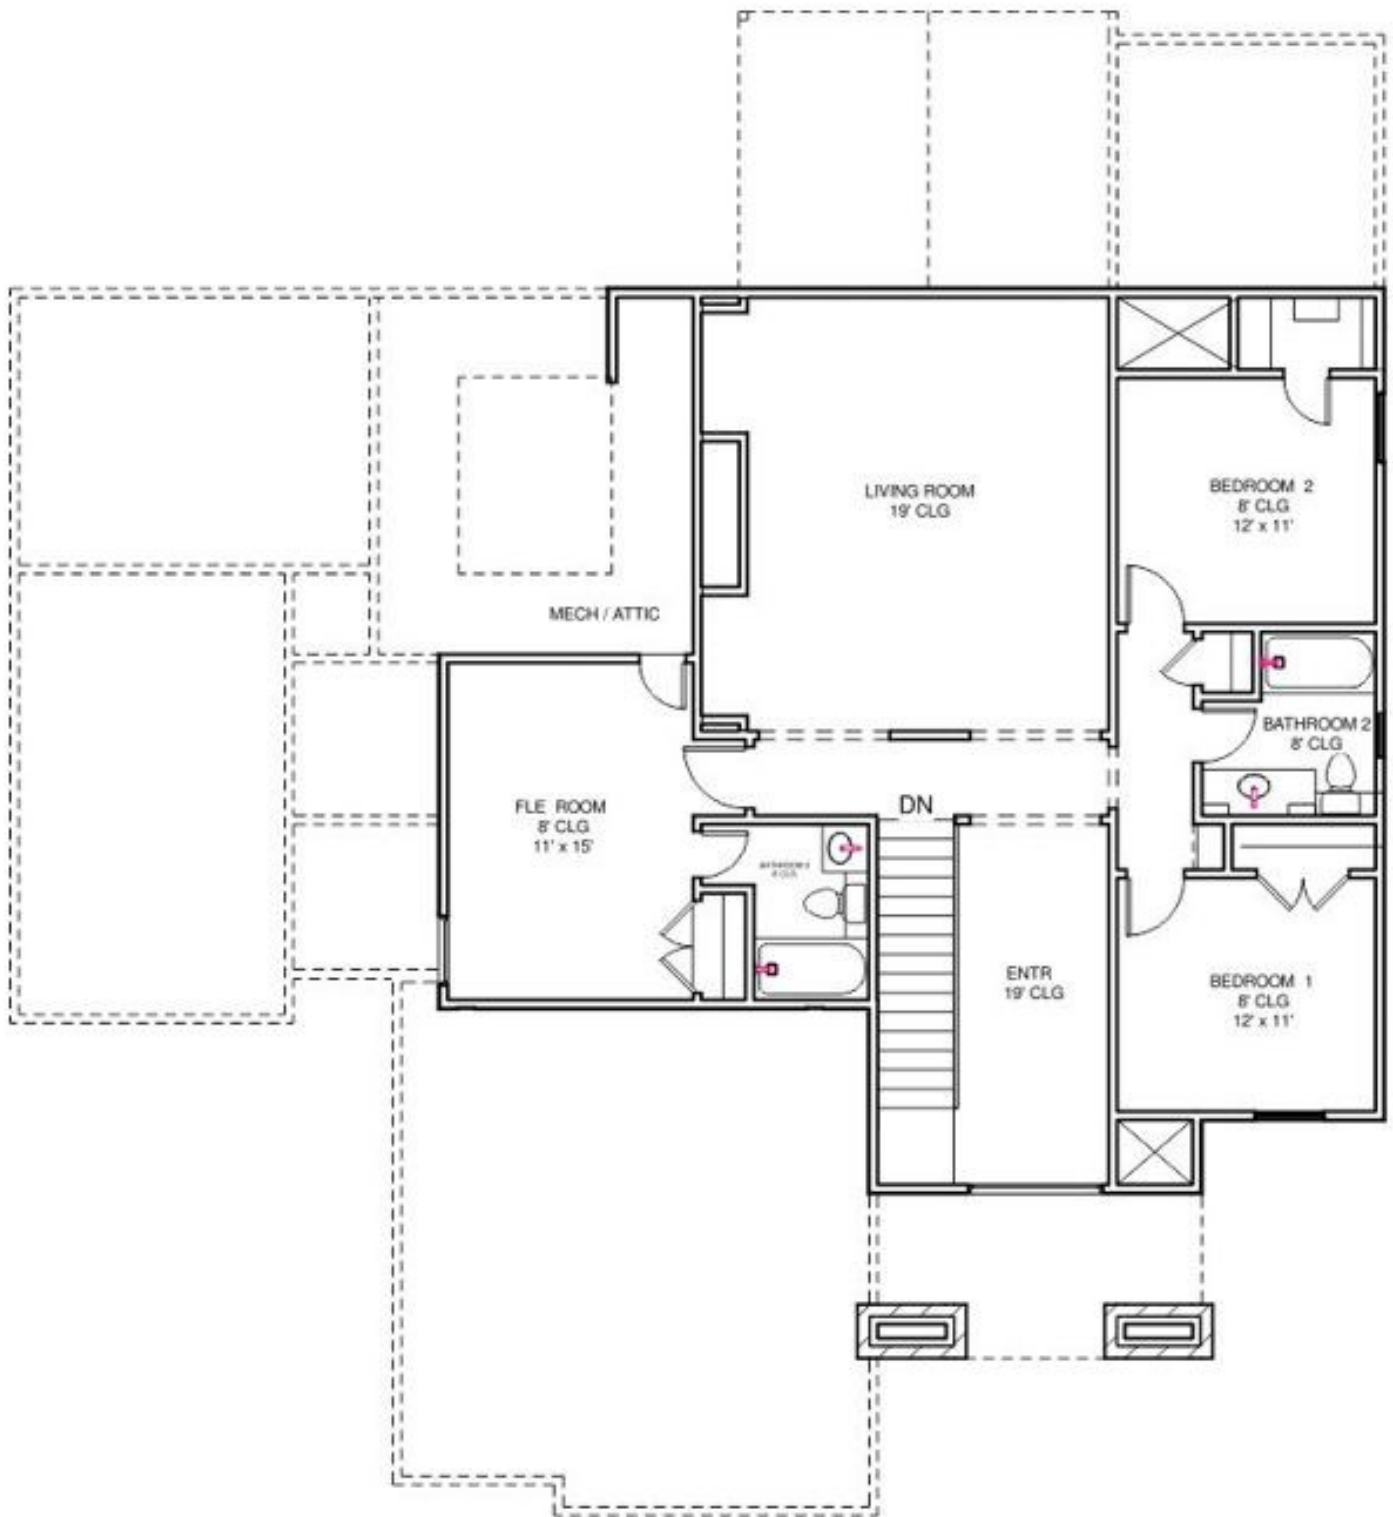 LIVING ROOM
19' CLG
BEDROOM 2
8' CLG
12' x 11'
MECH / ATTIC
BATHROOM 2
8' CLG
FLE ROOM
8' CLG
11' x 15'
DN
ENTR
19' CLG
BEDROOM 1
8' CLG
12' x 11'